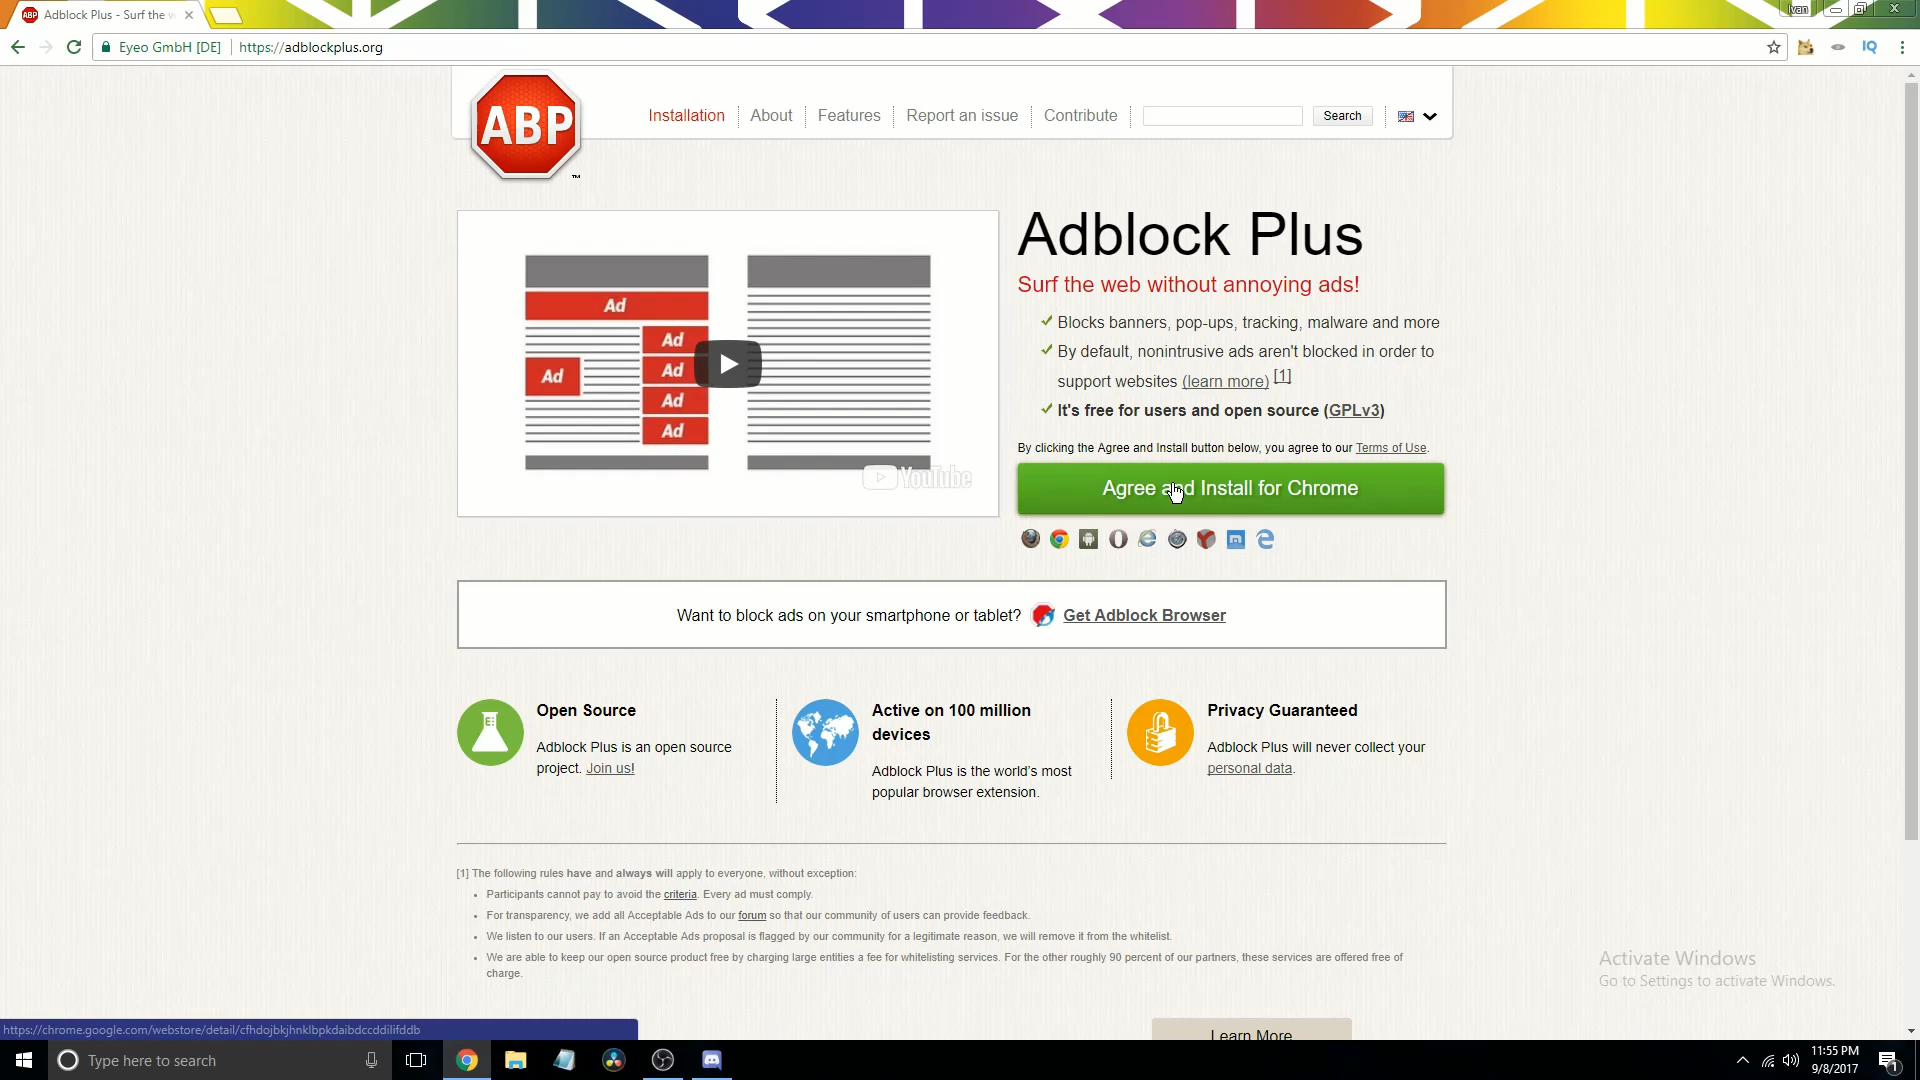 Adblock Plus - Surf the w
Ivan
Eyeo GmbH [DE]
https://adblockplus.org
IQ
ABP
™
Installation
About
Features
Report an issue
Contribute
Search
Ad
Ad
Ad
Ad
Ad
Ad
YouTube
Adblock Plus
Surf the web without annoying ads!
Blocks banners, pop-ups, tracking, malware and more
By default, nonintrusive ads aren't blocked in order to
support websites (learn more) [1]
It's free for users and open source (GPLv3)
By clicking the Agree and Install button below, you agree to our Terms of Use.
Agree and Install for Chrome
Want to block ads on your smartphone or tablet? Get Adblock Browser
Open Source
Adblock Plus is an open source
project. Join us!
Active on 100 million
devices
Adblock Plus is the world's most
popular browser extension.
Privacy Guaranteed
Adblock Plus will never collect your
personal data.
[1] The following rules have and always will apply to everyone, without exception:
Participants cannot pay to avoid the criteria. Every ad must comply.
For transparency, we add all Acceptable Ads to our forum so that our community of users can provide feedback.
We listen to our users. If an Acceptable Ads proposal is flagged by our community for a legitimate reason, we will remove it from the whitelist.
We are able to keep our open source product free by charging large entities a fee for whitelisting services. For the other roughly 90 percent of our partners, these services are offered free of
charge.
Activate Windows
Go to Settings to activate Windows.
https://chrome.google.com/webstore/detail/cfhdojbkjhnklbpkdaibdccddilifddb
Learn More
Type here to search
11:55 PM
9/8/2017
1